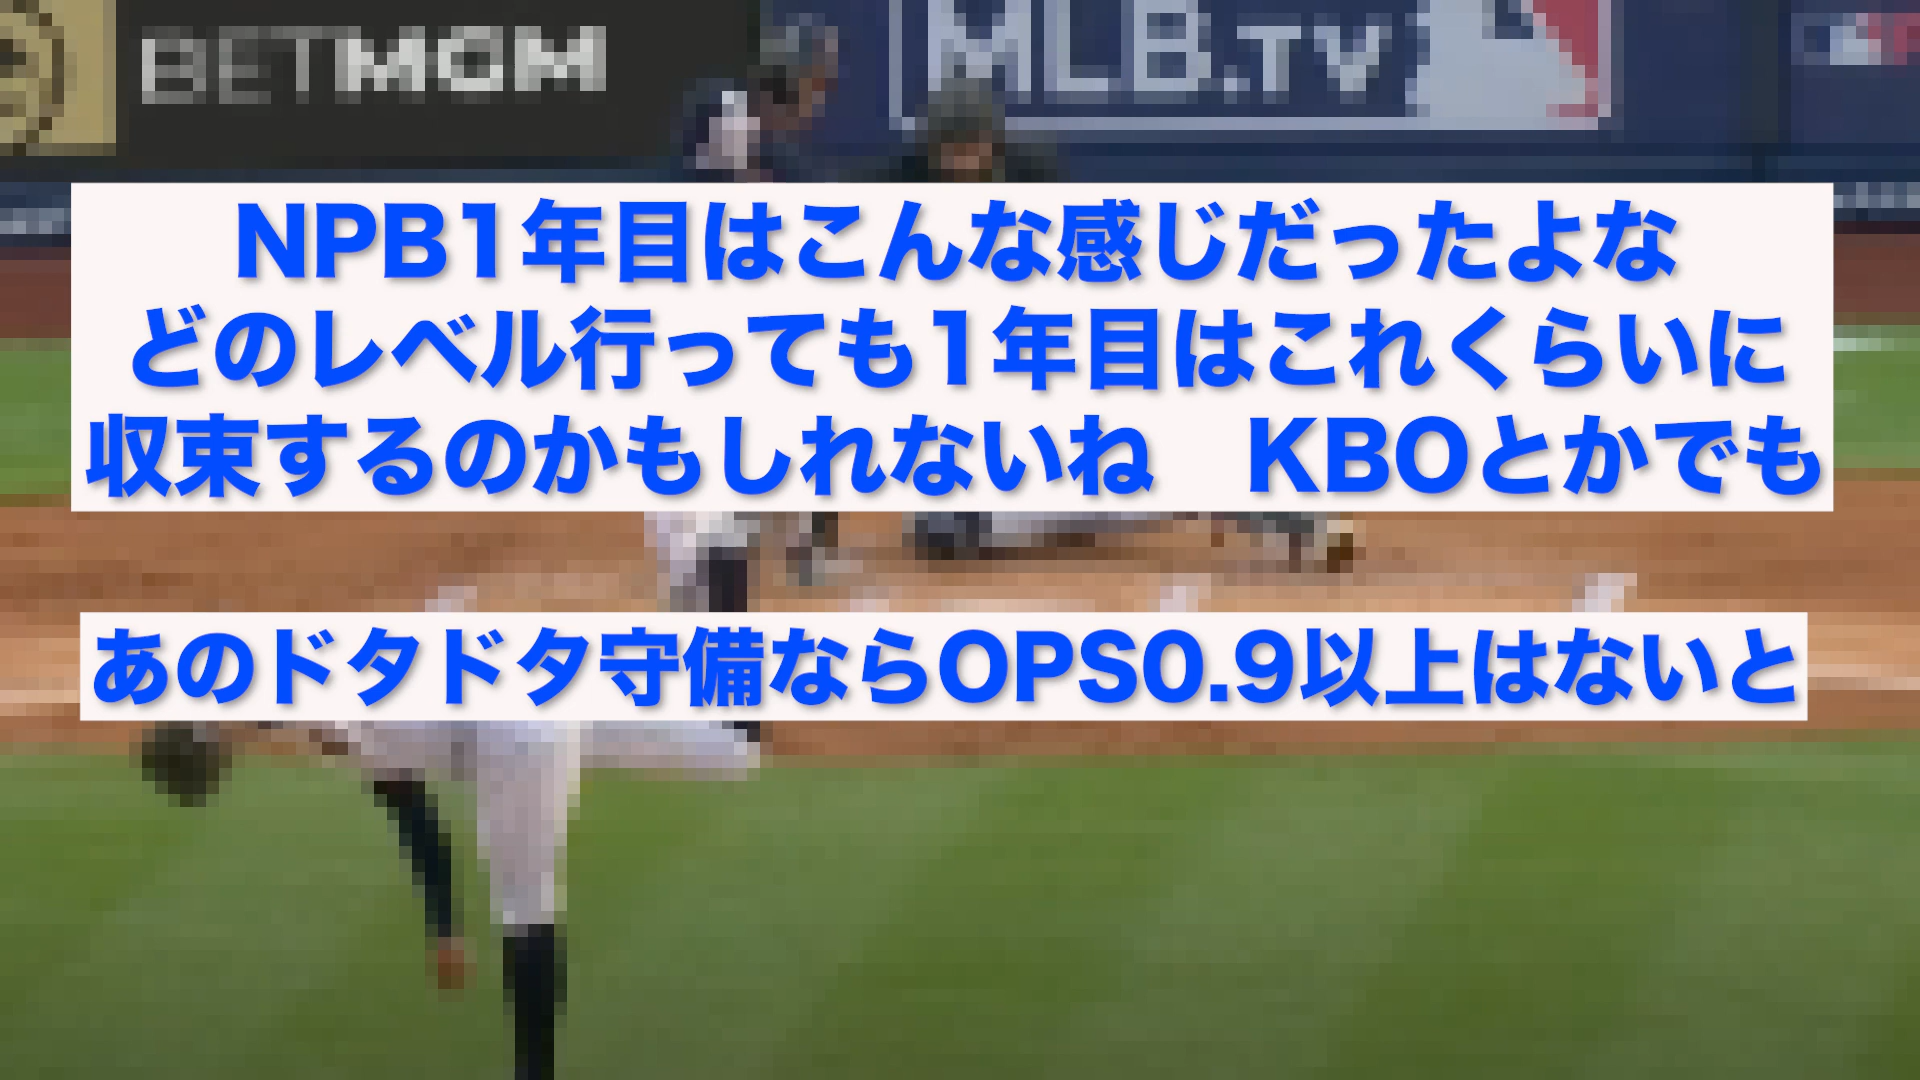 BETMGM
MLB.TV
NPB1年目はこんな感じだったよな
どのレベル行っても1年目はこれくらいに
収束するのかもしれないね　KBOとかでも
あのドタドタ守備ならOPS0.9以上はないと